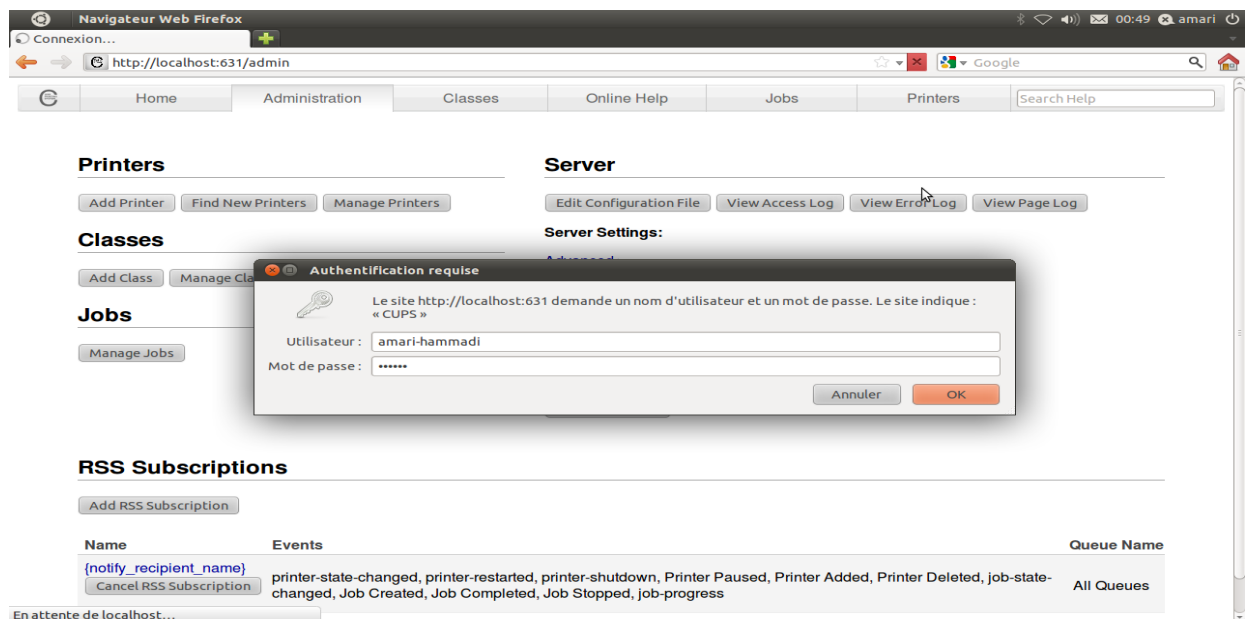 Navigateur Web Firefox 00:49 amari
Connexion...
http://localhost:631/admin Google
Home Administration Classes Online Help Jobs Printers Search Help
Printers Server
Add Printer Find New Printers Manage Printers Edit Configuration File View Access Log View Error Log View Page Log
Classes Server Settings:
Advanced
Add Class Manage Cla
Authentification requise
Le site http://localhost:631 demande un nom d'utilisateur et un mot de passe. Le site indique :
« CUPS »
Jobs
Utilisateur : amari-hammadi
Manage Jobs
Mot de passe : ••••••
Annuler OK
RSS Subscriptions
Add RSS Subscription
Name Events Queue Name
{notify_recipient_name}
Cancel RSS Subscription
printer-state-changed, printer-restarted, printer-shutdown, Printer Paused, Printer Added, Printer Deleted, job-state-
changed, Job Created, Job Completed, Job Stopped, job-progress
All Queues
En attente de localhost...